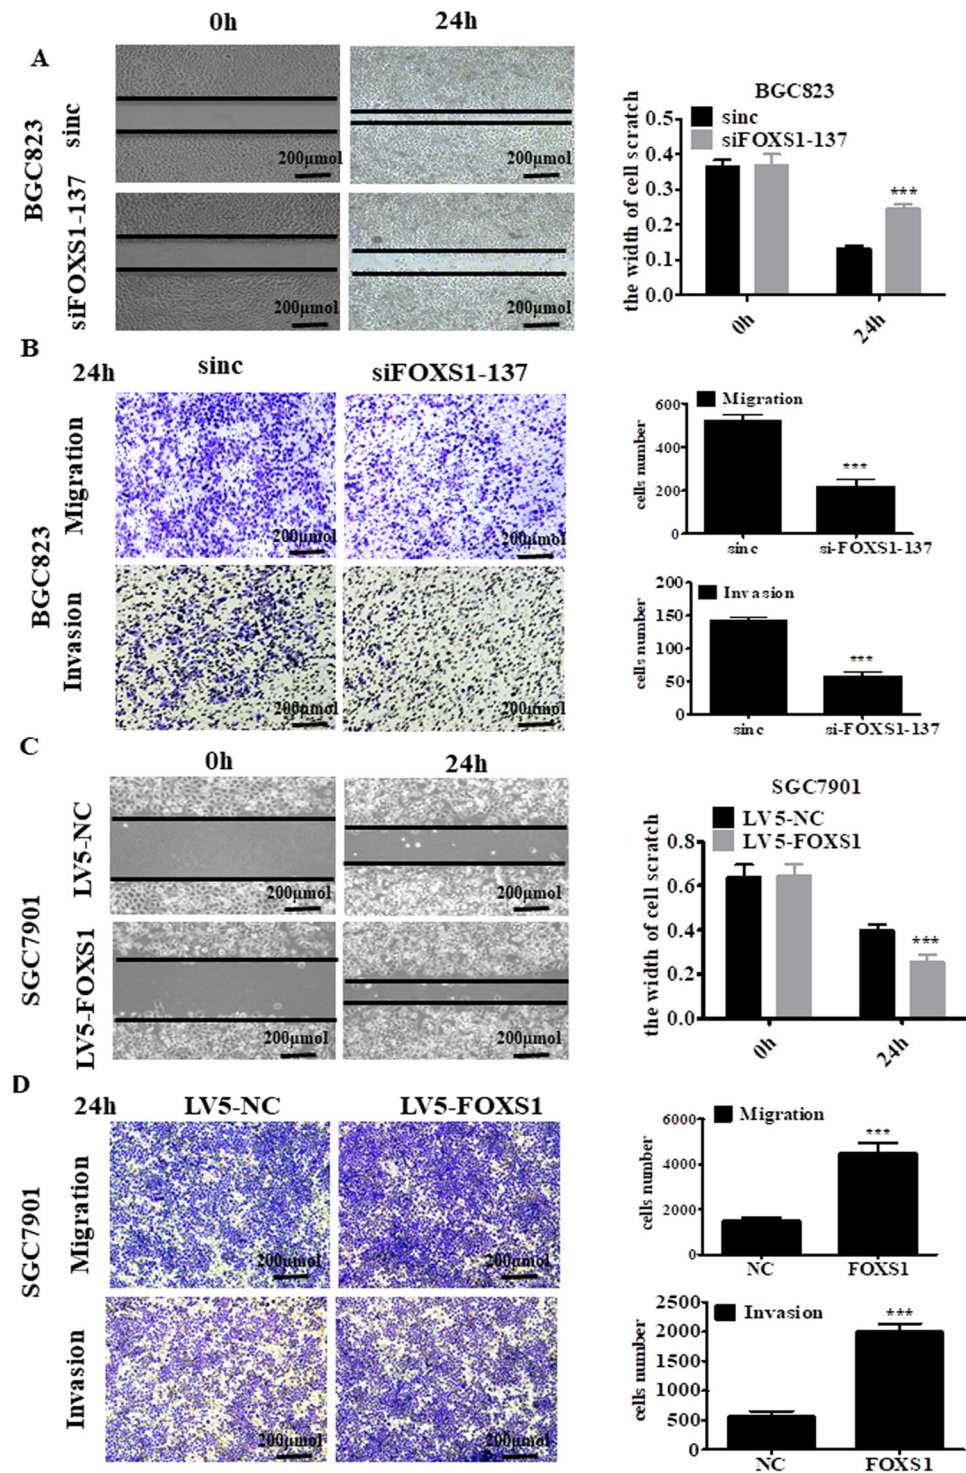 0h
24h
A
BGC823
sinc
siFOXS1-137
200μmol
200μmol
200μmol
200μmol
BGC823
sinc
siFOXS1-137
the width of cell scratch
0.5
0.4
0.3
0.2
0.1
0.0
***
0h
24h
B
24h
sinc
siFOXS1-137
BGC823
Migration
Invasion
200μmol
200μmol
200μmol
200μmol
Migration
cells number
600
400
200
0
***
sinc
si-FOXS1-137
Invasion
cells number
200
150
100
50
0
***
sinc
si-FOXS1-137
C
0h
24h
SGC7901
LV5-NC
LV5-FOXS1
200μmol
200μmol
200μmol
200μmol
SGC7901
LV5-NC
LV5-FOXS1
the width of cell scratch
0.8
0.6
0.4
0.2
0.0
***
0h
24h
D
24h
LV5-NC
LV5-FOXS1
SGC7901
Migration
Invasion
200μmol
200μmol
200μmol
200μmol
Migration
cells number
6000
4000
2000
0
***
NC
FOXS1
Invasion
cells number
2500
2000
1500
1000
500
0
***
NC
FOXS1